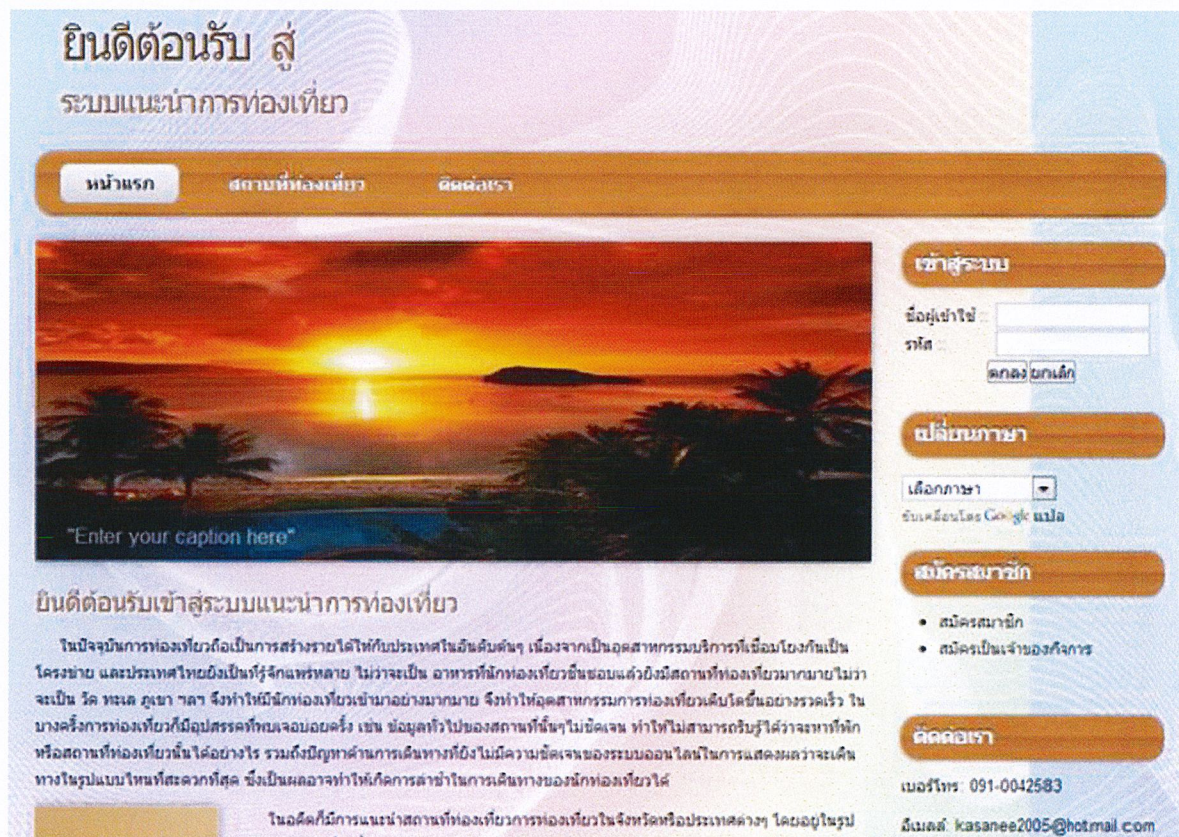 ยินดีต้อนรับ สู่
ระบบแนะนำการท่องเที่ยว
หน้าแรก สถานที่ท่องเที่ยว ติดต่อเรา
"Enter your caption here"
ยินดีต้อนรับเข้าสู่ระบบแนะนำการท่องเที่ยว
ในปัจจุบันการท่องเที่ยวถือเป็นการสร้างรายได้ให้กับประเทศในอันดับต้นๆ เนื่องจากเป็นอุตสาหกรรมบริการที่เชื่อมโยงกันเป็น
โครงข่าย และประเทศไทยยังเป็นที่รู้จักแพร่หลาย ไม่ว่าจะเป็น อาหารที่นักท่องเที่ยวชื่นชอบแล้วยังมีสถานที่ท่องเที่ยวมากมายไม่ว่า
จะเป็น วัด ทะเล ภูเขา ฯลฯ จึงทำให้มีนักท่องเที่ยวเข้ามาอย่างมากมาย จึงทำให้อุตสาหกรรมการท่องเที่ยวเติบโตขึ้นอย่างรวดเร็ว ใน
บางครั้งการท่องเที่ยวก็มีอุปสรรคที่พบเจอบ่อยครั้ง เช่น ข้อมูลทั่วไปของสถานที่นั้นๆไม่ชัดเจน ทำให้ไม่สามารถรับรู้ได้ว่าจะหาที่พัก
หรือสถานที่ท่องเที่ยวนั้นได้อย่างไร รวมถึงปัญหาด้านการเดินทางที่ยังไม่มีความชัดเจนของระบบออนไลน์ในการแสดงผลว่าจะเดิน
ทางในรูปแบบไหนที่สะดวกที่สุด ซึ่งเป็นผลอาจทำให้เกิดการล่าช้าในการเดินทางของนักท่องเที่ยวได้
ในอดีตก็มีการแนะนำสถานที่ท่องเที่ยวการท่องเที่ยวในจังหวัดหรือประเทศต่างๆ โดยอยู่ในรูป
เข้าสู่ระบบ
ชื่อผู้เข้าใช้ ::
รหัส ::
ตกลง ยกเลิก
เปลี่ยนภาษา
เลือกภาษา
ขับเคลื่อนโดย Google แปล
สมัครสมาชิก
สมัครสมาชิก
สมัครเป็นเจ้าของกิจการ
ติดต่อเรา
เบอร์โทร: 091-0042583
อีเมลล์: kasanee2005@hotmail.com